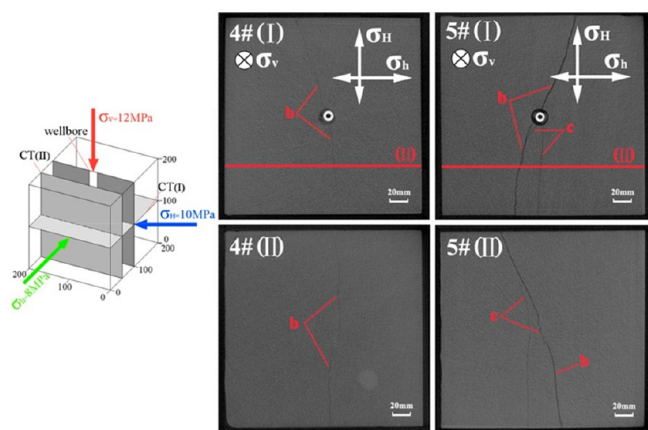 σv=12MPa
wellbore
CT(II)
200
CT(I)
100
σH=10MPa
0
100
σh=8MPa
200
100
0
0
4#(I)
σH
σv
σh
b
(II)
20mm
5#(I)
σH
σv
σh
b
c
(II)
20mm
4#(II)
b
20mm
5#(II)
c
b
20mm